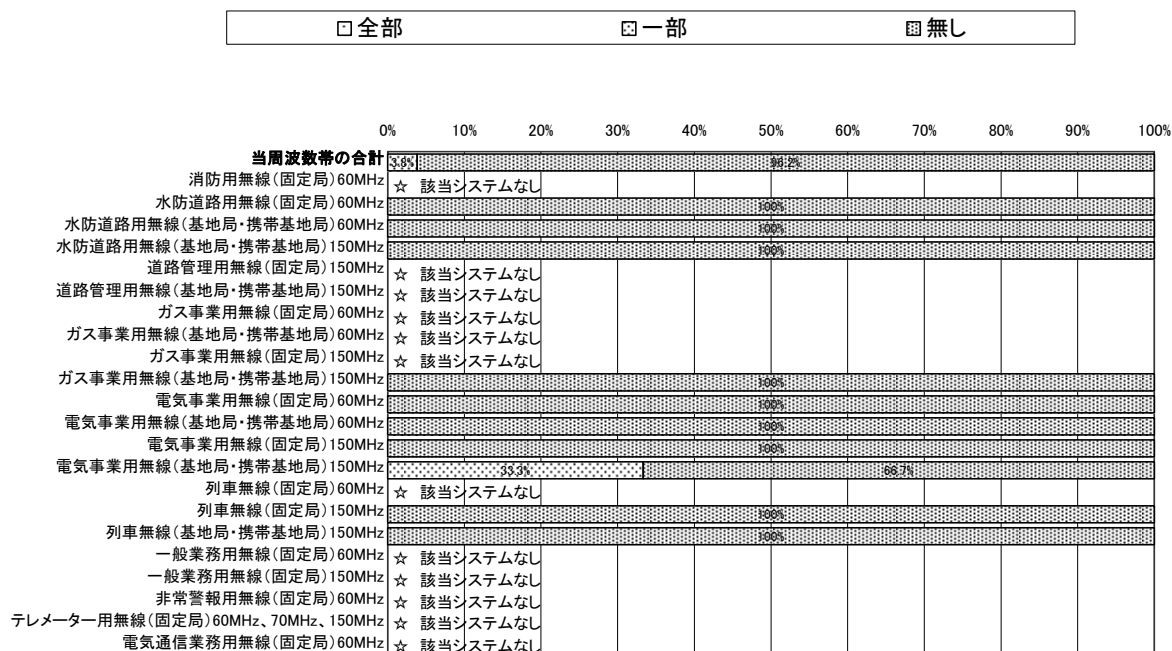 全部 一部 無し
0% 10% 20% 30% 40% 50% 60% 70% 80% 90% 100%
当周波数帯の合計 3.8% 96.2%
消防用無線(固定局)60MHz ☆ 該当システムなし
水防道路用無線(固定局)60MHz 100%
水防道路用無線(基地局・携帯基地局)60MHz 100%
水防道路用無線(基地局・携帯基地局)150MHz 100%
道路管理用無線(固定局)150MHz ☆ 該当システムなし
道路管理用無線(基地局・携帯基地局)150MHz ☆ 該当システムなし
ガス事業用無線(固定局)60MHz ☆ 該当システムなし
ガス事業用無線(基地局・携帯基地局)60MHz ☆ 該当システムなし
ガス事業用無線(固定局)150MHz ☆ 該当システムなし
ガス事業用無線(基地局・携帯基地局)150MHz 100%
電気事業用無線(固定局)60MHz 100%
電気事業用無線(基地局・携帯基地局)60MHz 100%
電気事業用無線(固定局)150MHz 100%
電気事業用無線(基地局・携帯基地局)150MHz 33.3% 66.7%
列車無線(固定局)60MHz ☆ 該当システムなし
列車無線(固定局)150MHz 100%
列車無線(基地局・携帯基地局)150MHz 100%
一般業務用無線(固定局)60MHz ☆ 該当システムなし
一般業務用無線(固定局)150MHz ☆ 該当システムなし
非常警報用無線(固定局)60MHz ☆ 該当システムなし
テレメーター用無線(固定局)60MHz、70MHz、150MHz ☆ 該当システムなし
電気通信業務用無線(固定局)60MHz ☆ 該当システムなし